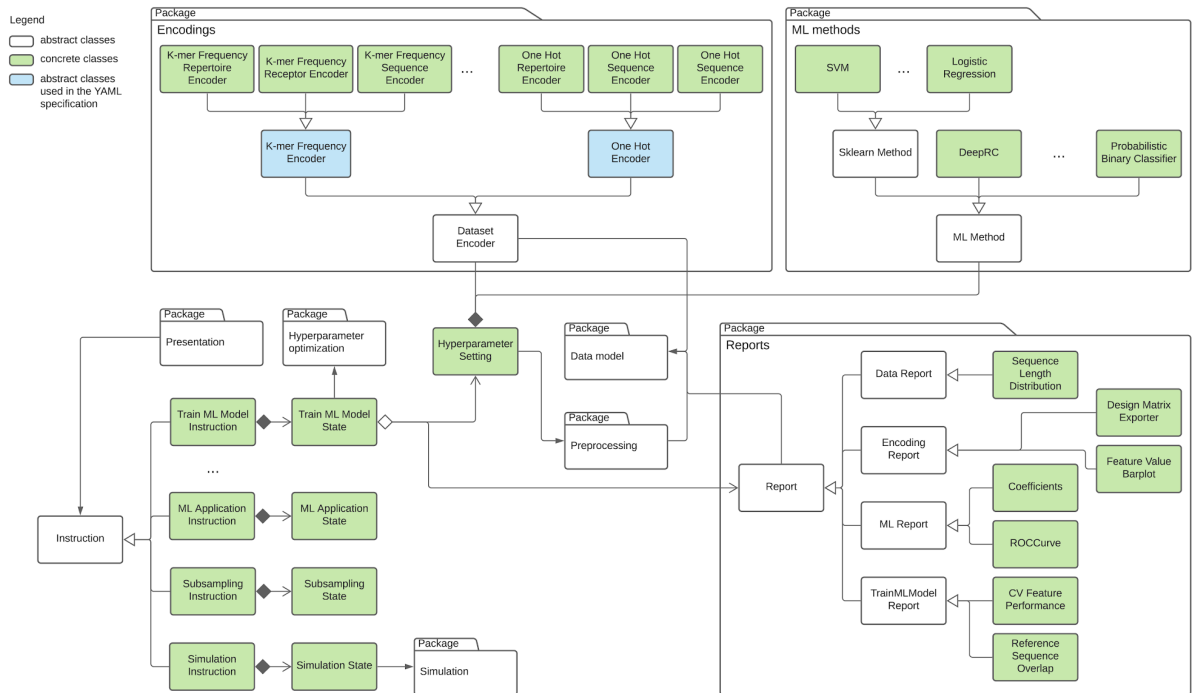 Legend
abstract classes
concrete classes
abstract classes
used in the YAML
specification
Package
Encodings
K-mer Frequency
Repertoire
Encoder
K-mer Frequency
Receptor Encoder
K-mer Frequency
Sequence
Encoder
...
One Hot
Repertoire
Encoder
One Hot
Sequence
Encoder
One Hot
Sequence
Encoder
K-mer Frequency
Encoder
One Hot
Encoder
Dataset
Encoder
Package
ML methods
SVM
...
Logistic
Regression
Sklearn Method
DeepRC
...
Probabilistic
Binary Classifier
ML Method
Package
Presentation
Package
Hyperparameter
optimization
Hyperparameter
Setting
Package
Data model
Package
Preprocessing
Train ML Model
Instruction
Train ML Model
State
...
ML Application
Instruction
ML Application
State
Instruction
Subsampling
Instruction
Subsampling
State
Simulation
Instruction
Simulation State
Package
Simulation
Package
Reports
Report
Data Report
Sequence
Length
Distribution
Encoding
Report
Design Matrix
Exporter
Feature Value
Barplot
ML Report
Coefficients
ROCCurve
TrainMLModel
Report
CV Feature
Performance
Reference
Sequence
Overlap